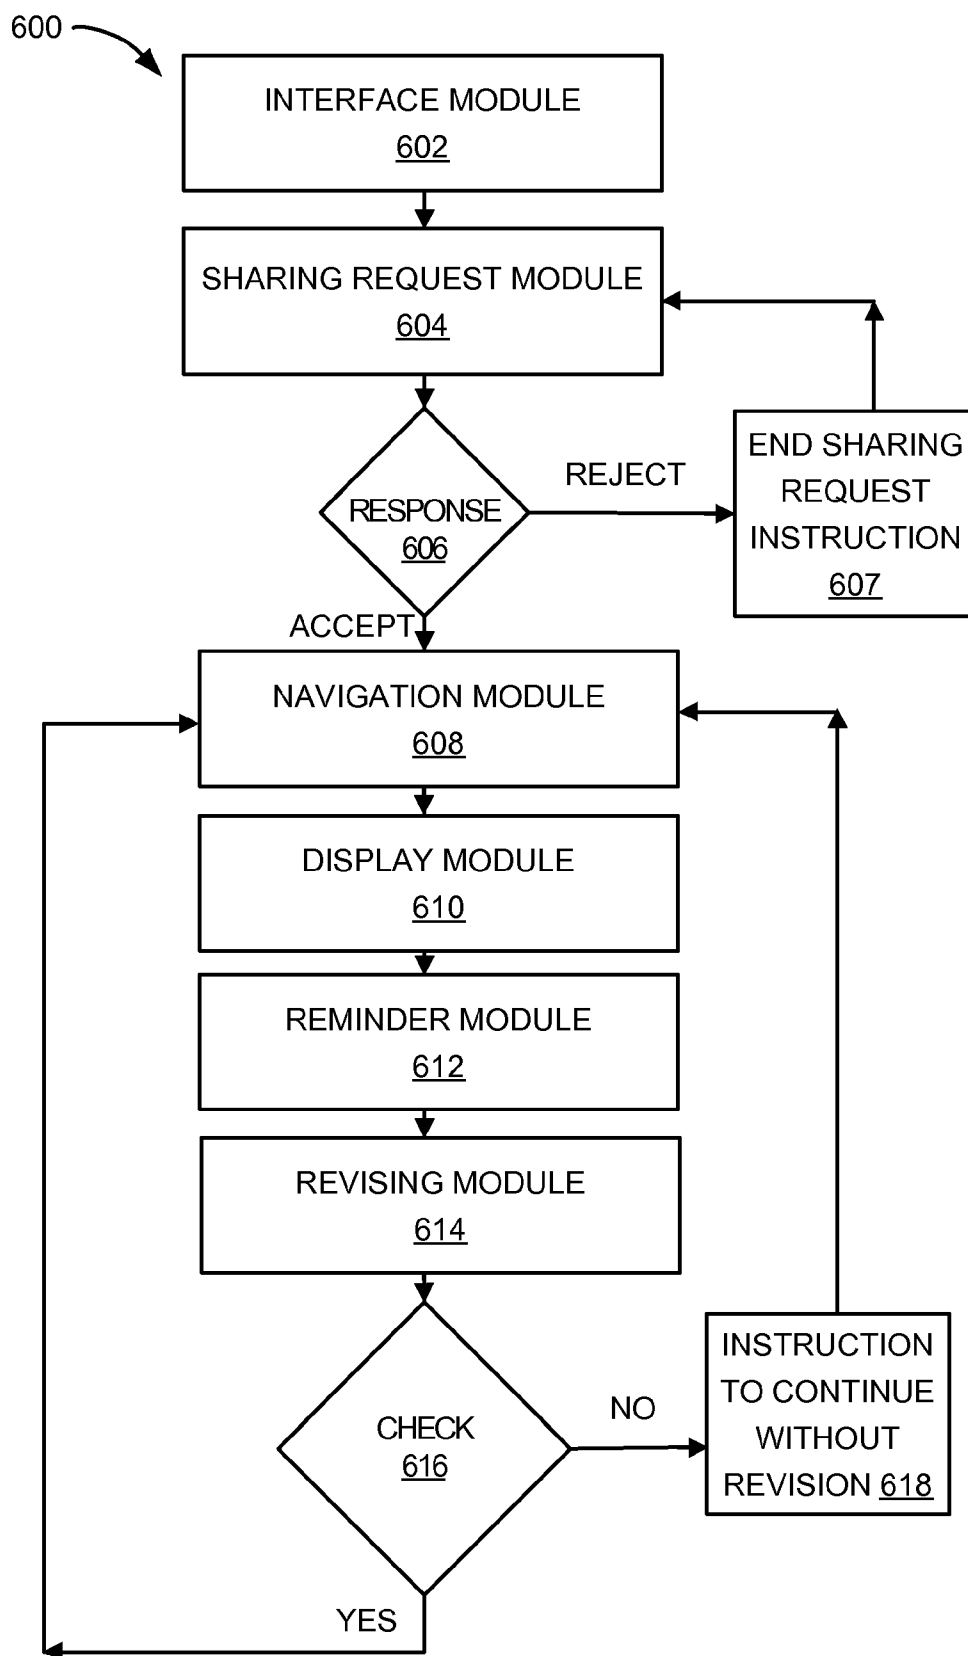 600
INTERFACE MODULE
602
SHARING REQUEST MODULE
604
RESPONSE
606
REJECT
END SHARING
REQUEST
INSTRUCTION
607
ACCEPT
NAVIGATION MODULE
608
DISPLAY MODULE
610
REMINDER MODULE
612
REVISING MODULE
614
CHECK
616
NO
INSTRUCTION
TO CONTINUE
WITHOUT
REVISION 618
YES